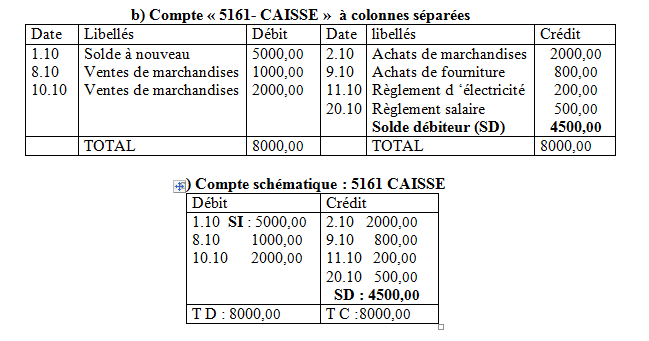 b) Compte « 5161- CAISSE » à colonnes séparées
Date Libellés Débit Date libellés Crédit
1.10 Solde à nouveau 5000,00 2.10 Achats de marchandises 2000,00
8.10 Ventes de marchandises 1000,00 9.10 Achats de fourniture 800,00
10.10 Ventes de marchandises 2000,00 11.10 Règlement d ‘électricité 200,00
20.10 Règlement salaire 500,00
Solde débiteur (SD) 4500,00
TOTAL 8000,00 TOTAL 8000,00
) Compte schématique : 5161 CAISSE
Débit Crédit
1.10 SI : 5000,00 2.10 2000,00
8.10 1000,00 9.10 800,00
10.10 2000,00 11.10 200,00
20.10 500,00
SD : 4500,00
T D : 8000,00 T C :8000,00